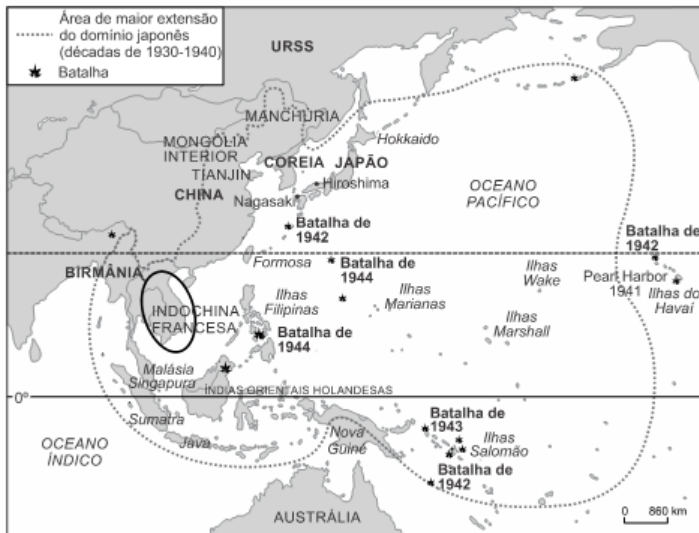 Área de maior extensão
do domínio japonês
(décadas de 1930-1940)
Batalha
URSS
MANCHÚRIA
MONGÓLIA
INTERIOR
Hokkaido
TIANJIN
COREIA JAPÃO
CHINA
Hiroshima
Nagasaki
OCEANO
PACÍFICO
Batalha de
1942
Batalha de
1942
BIRMÂNIA
Formosa
Batalha de
1944
Ilhas
Wake
Pearl Harbor
1941
Ilhas do
Havaí
Ilhas
Filipinas
Ilhas
Marianas
INDOCHINA
FRANCESA
Ilhas
Marshall
Batalha de
1944
Malásia
Singapura
ÍNDIAS ORIENTAIS HOLANDESAS
0°
Sumatra
Batalha de
1943
OCEANO
ÍNDICO
Java
Nova
Guiné
Ilhas
Salomão
Batalha de
1942
AUSTRÁLIA
0 860 km